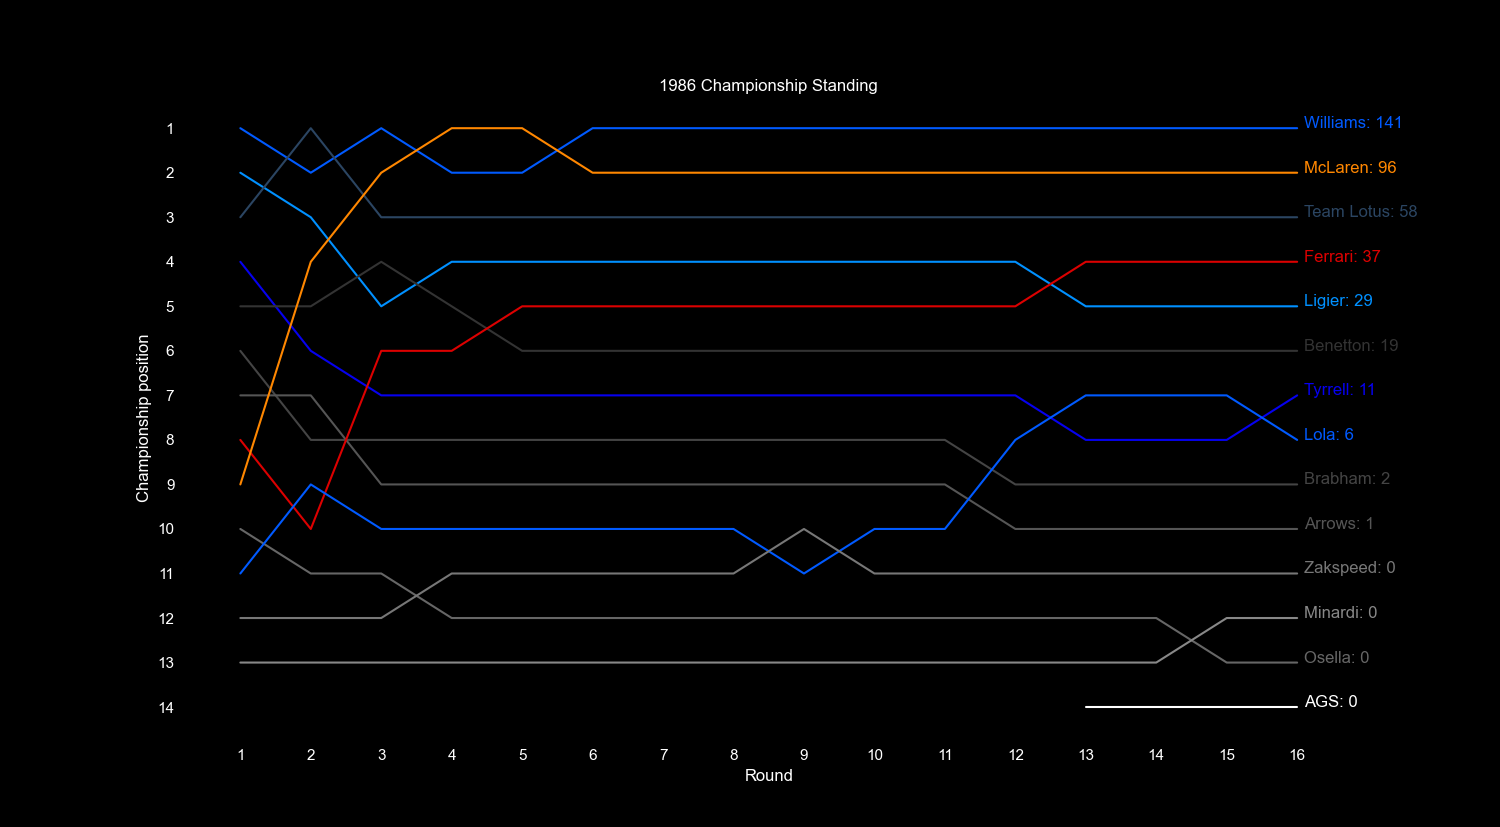 1986 Championship Standing
Championship position
1
2
3
4
5
6
7
8
9
10
11
12
13
14
Williams: 141
McLaren: 96
Team Lotus: 58
Ferrari: 37
Ligier: 29
Benetton: 19
Tyrrell: 11
Lola: 6
Brabham: 2
Arrows: 1
Zakspeed: 0
Minardi: 0
Osella: 0
AGS: 0
1 2 3 4 5 6 7 8 9 10 11 12 13 14 15 16
Round